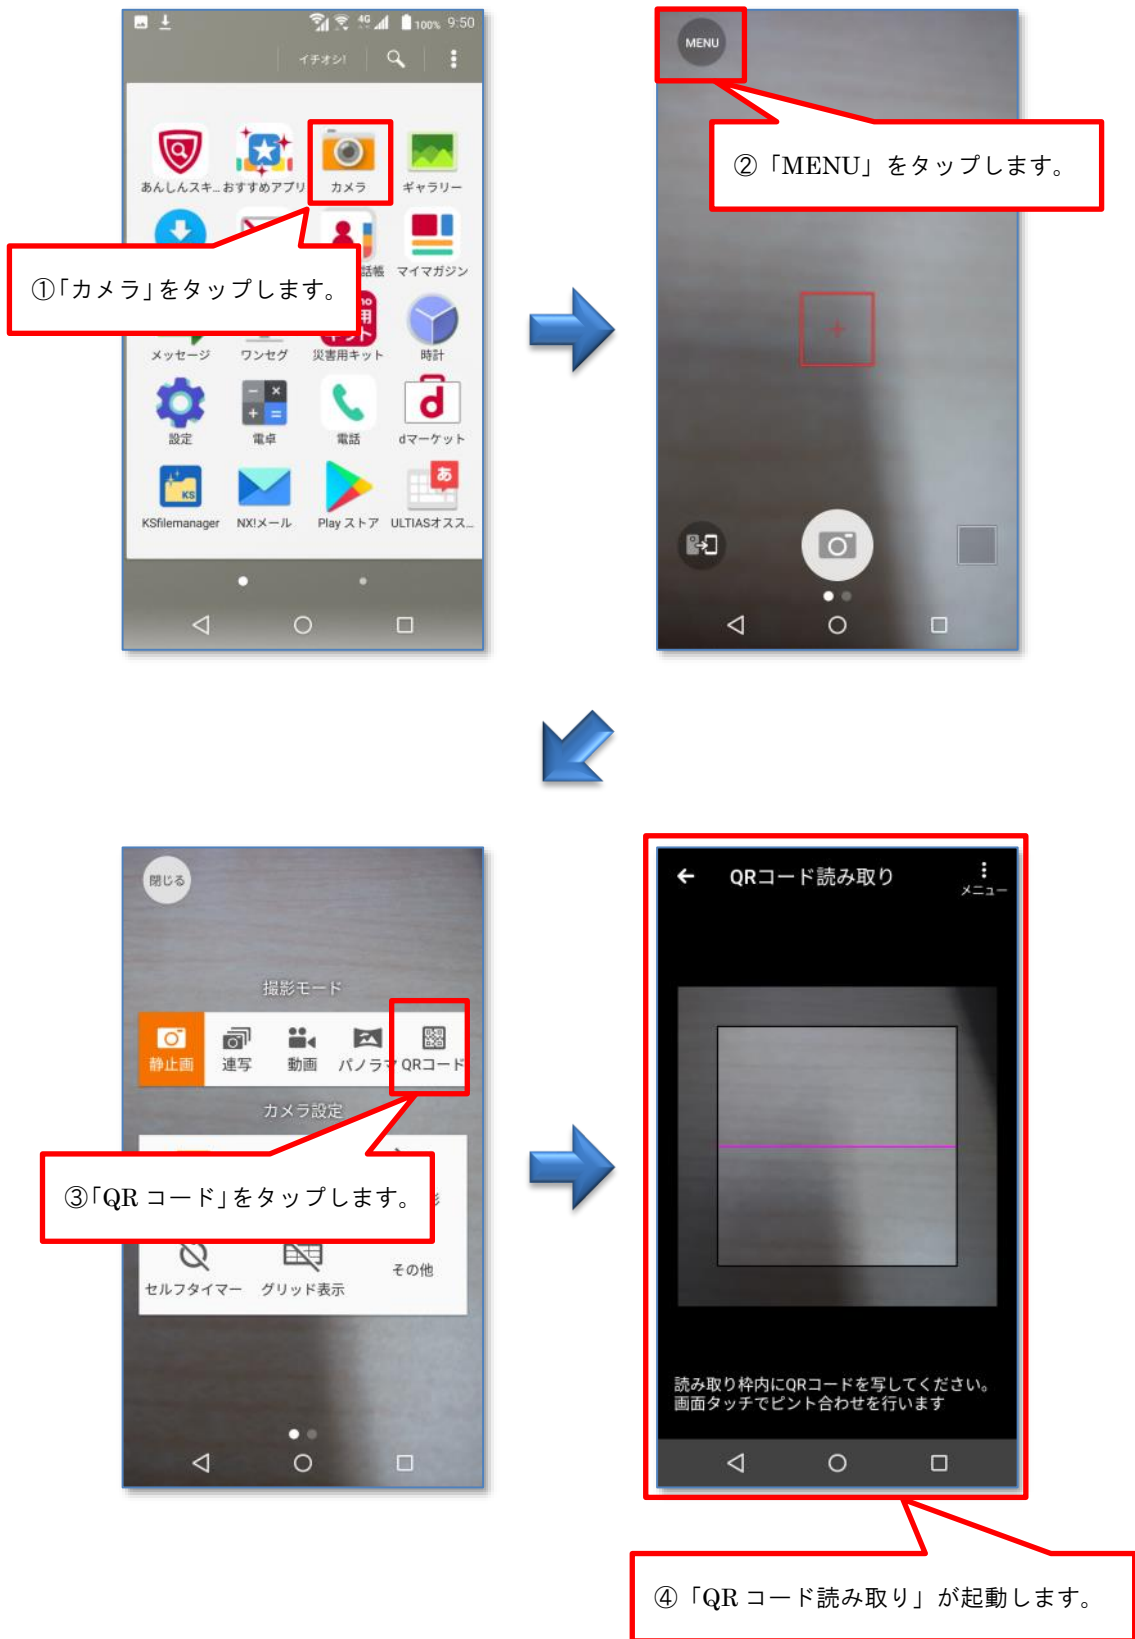 4G 100% 9:50
イチオシ!
あんしんスキ... おすすめアプリ カメラ ギャラリー
話帳 マイマガジン
①「カメラ」をタップします。
メッセージ ワンセグ 災害用キット 時計
設定 電卓 電話 dマーケット
KSfilemanager NX!メール Play ストア ULTIASオスス...
MENU
②「MENU」をタップします。
閉じる
撮影モード
静止画 連写 動画 パノラマ QRコード
カメラ設定
③「QR コード」をタップします。
セルフタイマー グリッド表示 その他
QRコード読み取り
メニュー
読み取り枠内にQRコードを写してください。
画面タッチでピント合わせを行います
④「QR コード読み取り」が起動します。